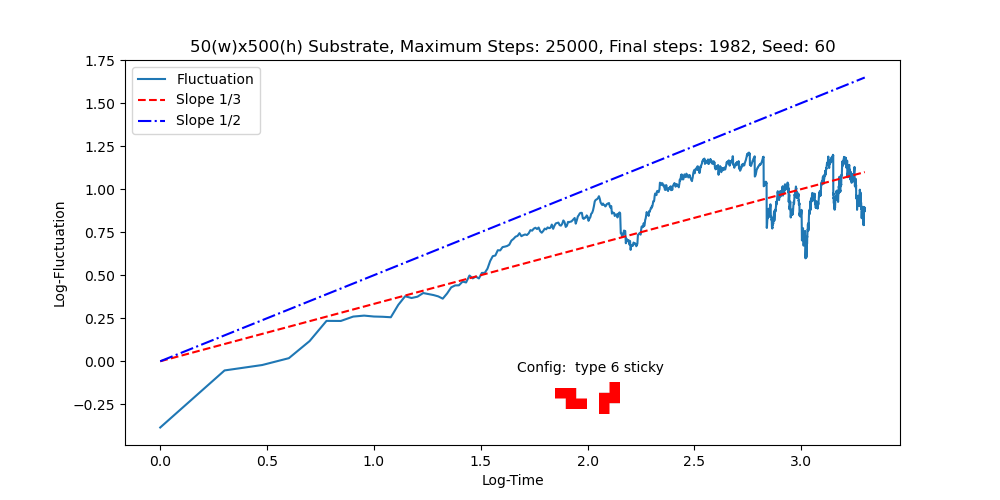 50(w)x500(h) Substrate, Maximum Steps: 25000, Final steps: 1982, Seed: 60
Fluctuation
Slope 1/3
Slope 1/2
1.75
1.50
1.25
1.00
0.75
0.50
0.25
0.00
−0.25
Log-Fluctuation
Config:  type 6 sticky
0.0
0.5
1.0
1.5
2.0
2.5
3.0
Log-Time